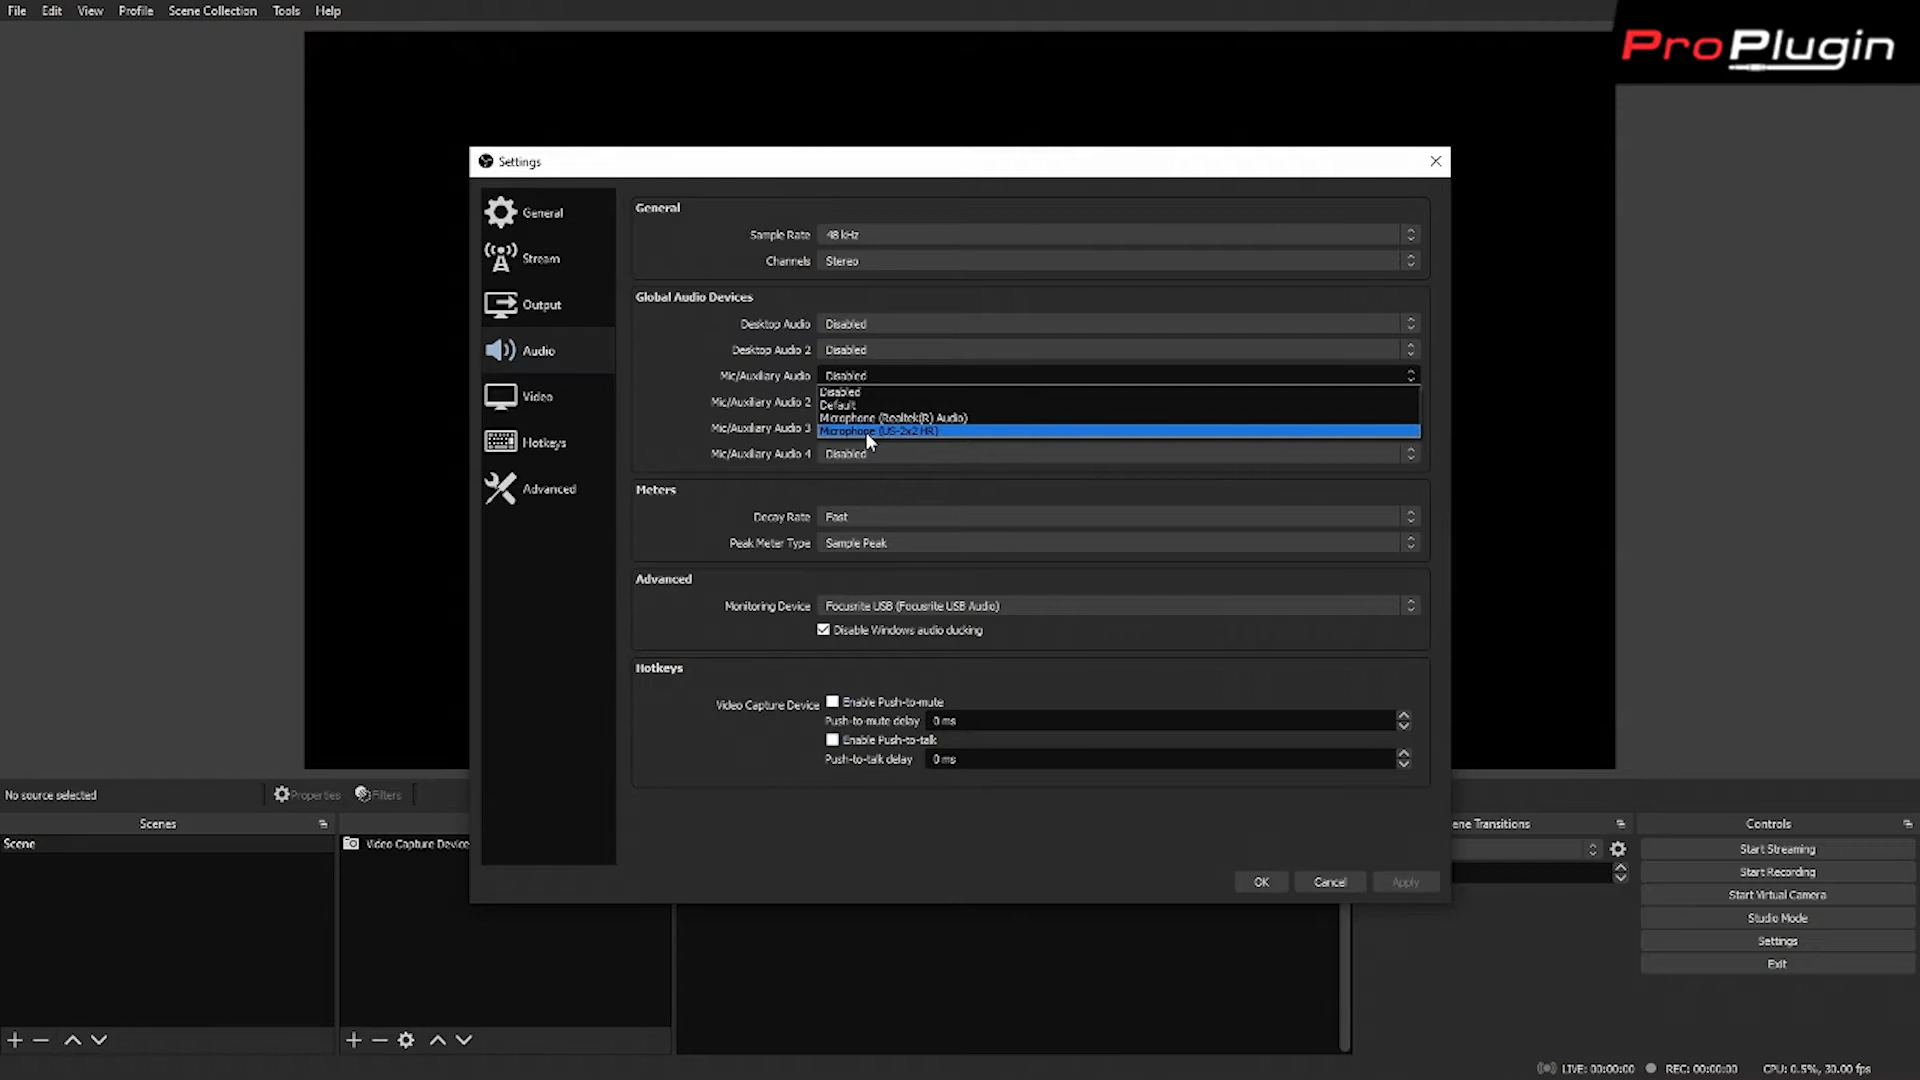 File Edit View Profile Scene Collection Tools Help
ProPlugin
Settings
General
Stream
Output
Audio
Video
Hotkeys
Advanced
General
Sample Rate 48 kHz
Channels Stereo
Global Audio Devices
Desktop Audio Disabled
Desktop Audio 2 Disabled
Mic/Auxiliary Audio Disabled
Disabled
Default
Microphone (Realtek(R) Audio)
Microphone (US-2x2 HR)
Mic/Auxiliary Audio 2
Mic/Auxiliary Audio 3
Mic/Auxiliary Audio 4 Disabled
Meters
Decay Rate Fast
Peak Meter Type Sample Peak
Advanced
Monitoring Device Focusrite USB (Focusrite USB Audio)
Disable Windows audio ducking
Hotkeys
Video Capture Device Enable Push-to-mute
Push-to-mute delay 0 ms
Enable Push-to-talk
Push-to-talk delay 0 ms
OK Cancel Apply
No source selected Properties Filters
Scenes
Scene
Video Capture Device
ene Transitions
Controls
Start Streaming
Start Recording
Start Virtual Camera
Studio Mode
Settings
Exit
LIVE: 00:00:00 REC: 00:00:00 CPU: 0.5%, 30.00 fps